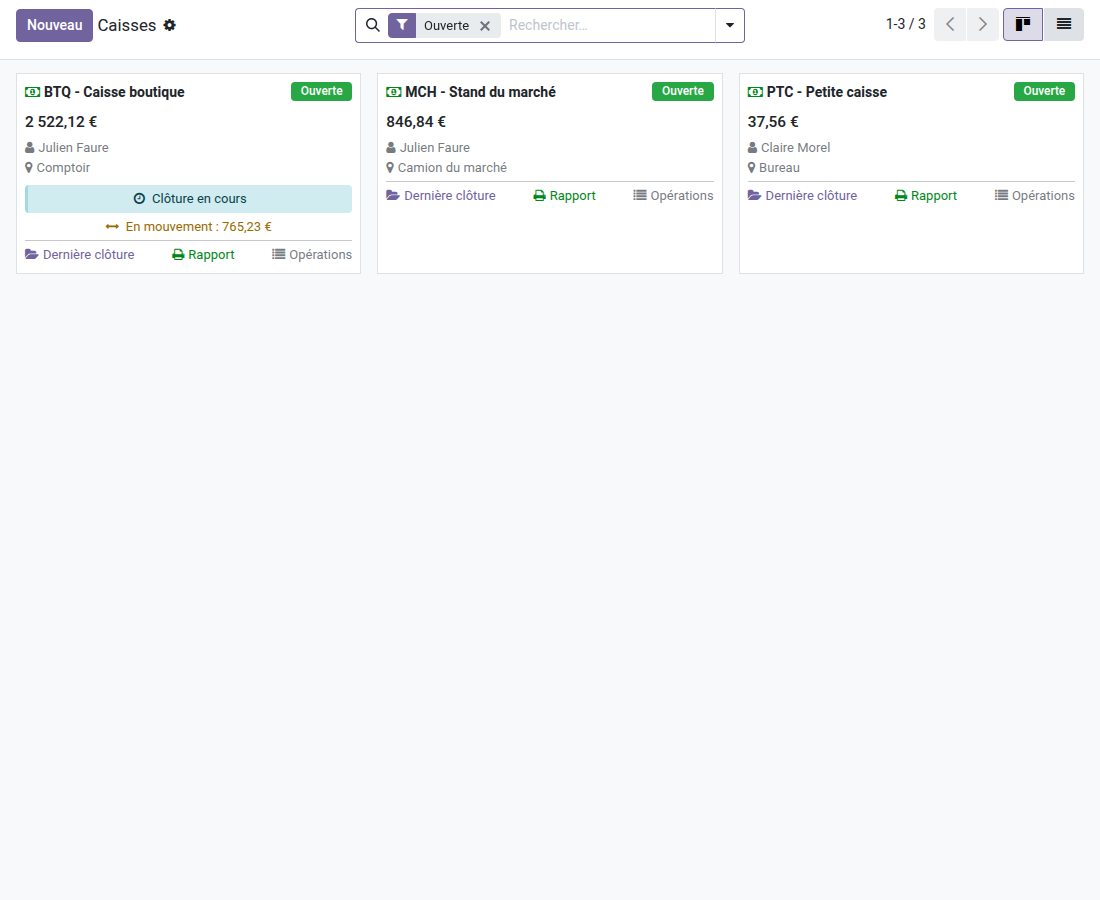 Nouveau Caisses Ouverte Rechercher... 1-3 / 3
BTQ - Caisse boutique Ouverte
2 522,12 €
Julien Faure
Comptoir
Clôture en cours
En mouvement : 765,23 €
Dernière clôture Rapport Opérations
MCH - Stand du marché Ouverte
846,84 €
Julien Faure
Camion du marché
Dernière clôture Rapport Opérations
PTC - Petite caisse Ouverte
37,56 €
Claire Morel
Bureau
Dernière clôture Rapport Opérations